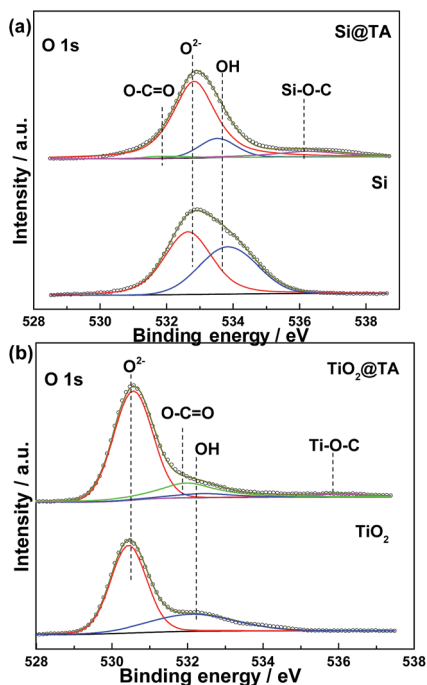 (a)
O 1s
Si@TA
O²⁻
OH
O-C=O
Si-O-C
Si
Intensity / a.u.
528 530 532 534 536 538
Binding energy / eV
(b)
O 1s
O²⁻
TiO₂@TA
O-C=O
OH
Ti-O-C
TiO₂
Intensity / a.u.
528 530 532 534 536 538
Binding energy / eV